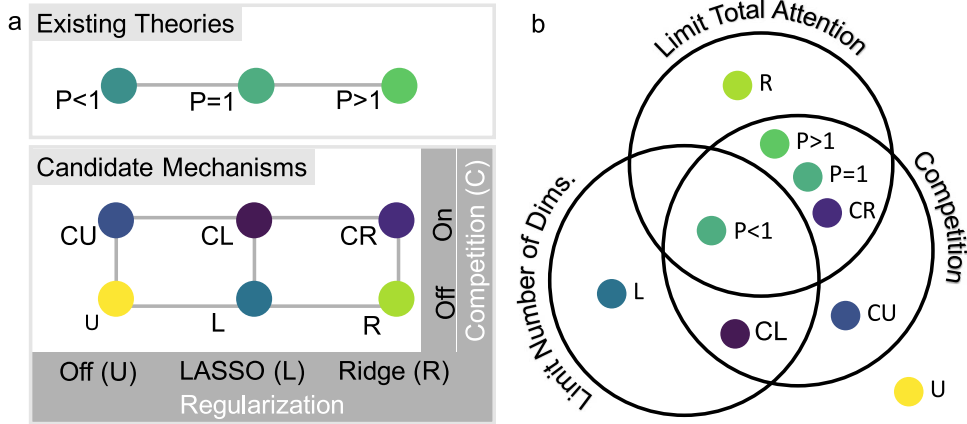 a
Existing Theories
P<1
P=1
P>1
Candidate Mechanisms
CU
CL
CR
On
U
L
R
Off
Competition (C)
Off (U)
LASSO (L)
Ridge (R)
Regularization
b
Limit Total Attention
R
P>1
P=1
CR
P<1
Competition
Limit Number of Dims.
L
CU
CL
U